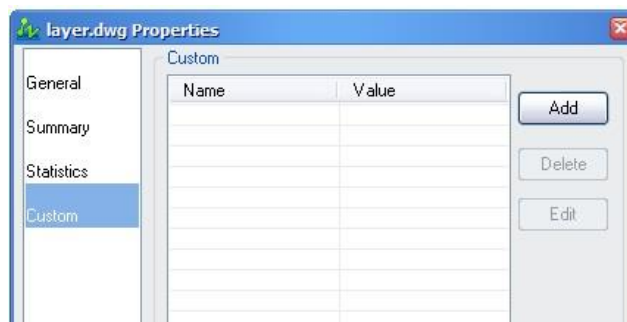 layer.dwg Properties
General
Summary
Statistics
Custom
Custom
Name Value
Add
Delete
Edit